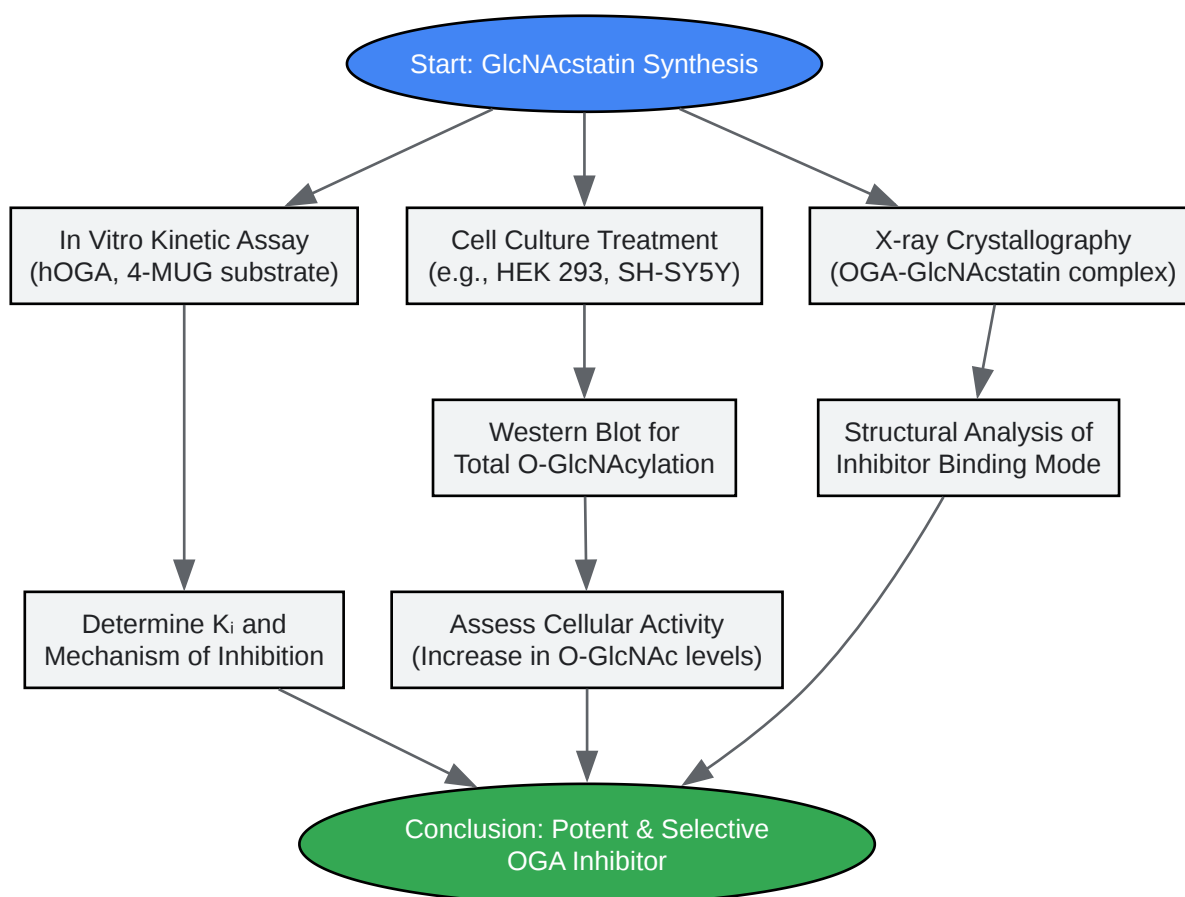 Start: GlcNAcstatin Synthesis
In Vitro Kinetic Assay
(hOGA, 4-MUG substrate)
Cell Culture Treatment
(e.g., HEK 293, SH-SY5Y)
X-ray Crystallography
(OGA-GlcNAcstatin complex)
Western Blot for
Total O-GlcNAcylation
Structural Analysis of
Inhibitor Binding Mode
Determine Kᵢ and
Mechanism of Inhibition
Assess Cellular Activity
(Increase in O-GlcNAc levels)
Conclusion: Potent & Selective
OGA Inhibitor